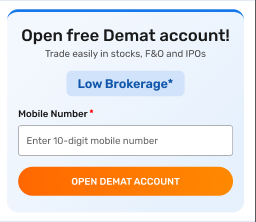 Open free Demat account!
Trade easily in stocks, F&O and IPOs
Low Brokerage*
Mobile Number *
Enter 10-digit mobile number
OPEN DEMAT ACCOUNT